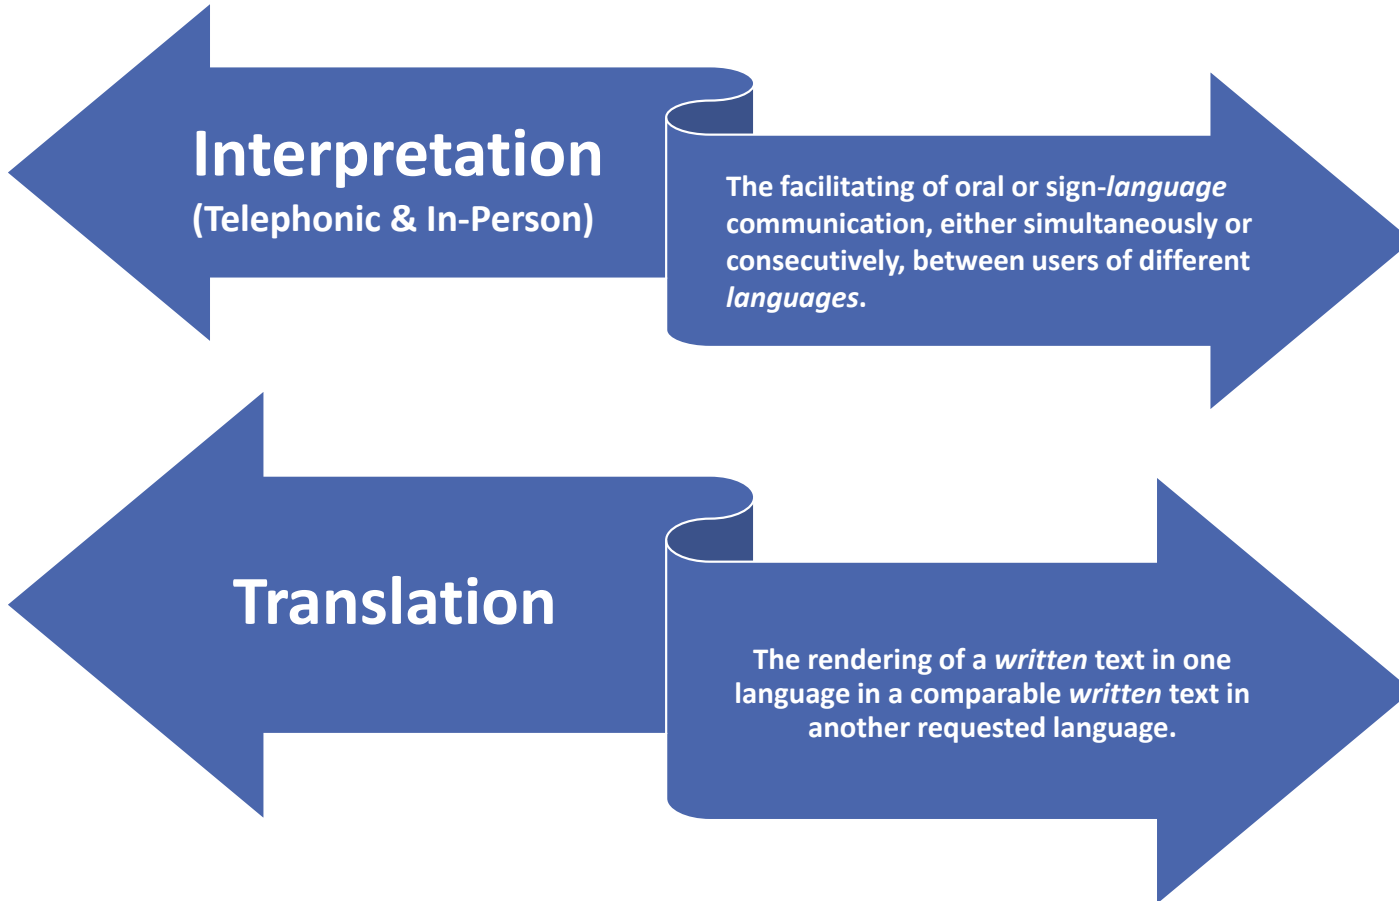 Interpretation
(Telephonic & In-Person)
The facilitating of oral or sign-language
communication, either simultaneously or
consecutively, between users of different
languages.
Translation
The rendering of a written text in one
language in a comparable written text in
another requested language.